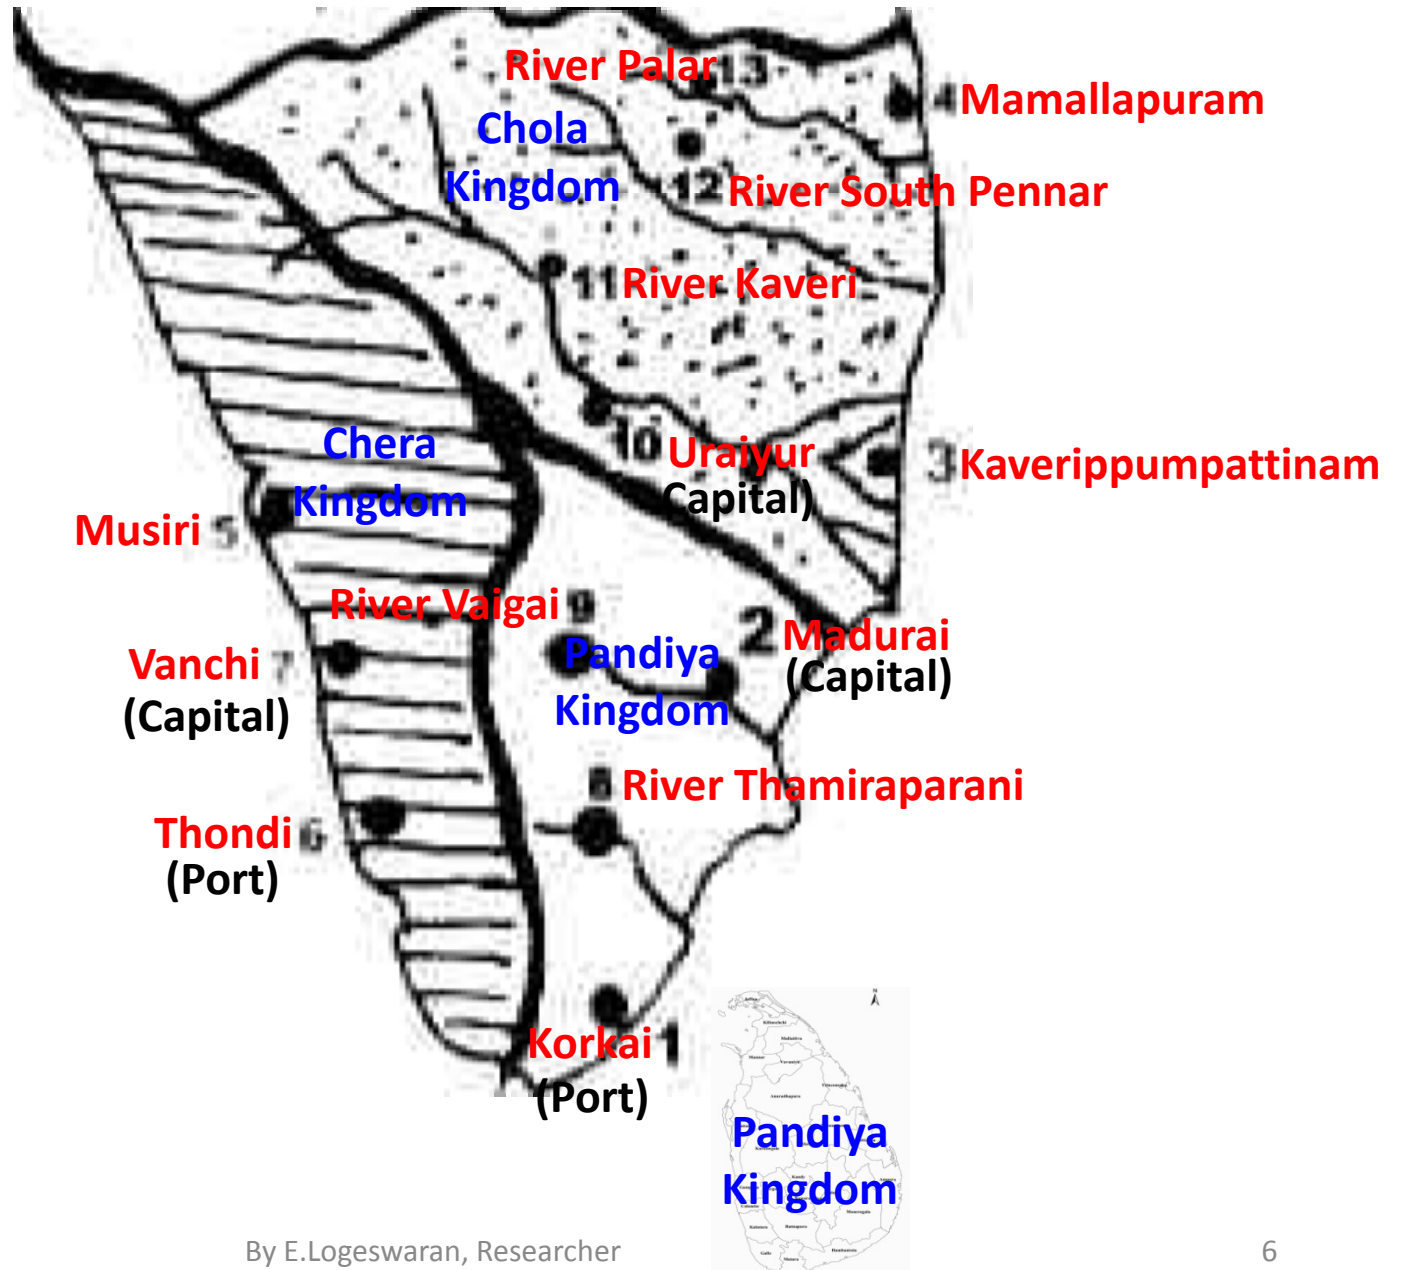 River Palar 13
4 Mamallapuram
Chola
Kingdom
12 River South Pennar
11 River Kaveri
Chera
Kingdom
10 Uraiyur
Capital)
3 Kaverippumpattinam
Musiri 5
River Vaigai 9
2 Madurai
(Capital)
Vanchi 7
(Capital)
Pandiya
Kingdom
8 River Thamiraparani
Thondi 6
(Port)
Korkai 1
(Port)
N
Pandiya
Kingdom
By E.Logeswaran, Researcher
6